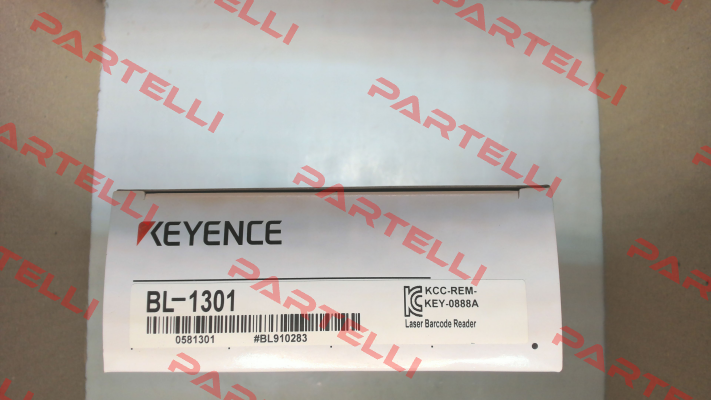 PARTELLI
PARTELLI
PARTELLI
PARTELLI
PARTELLI
PARTELLI
KEYENCE
PARTELLI
PARTELLI
BL-1301
KCC-REM-
KEY-0888A
Laser Barcode Reader
0581301 #BL910283
PARTELLI
PARTELLI